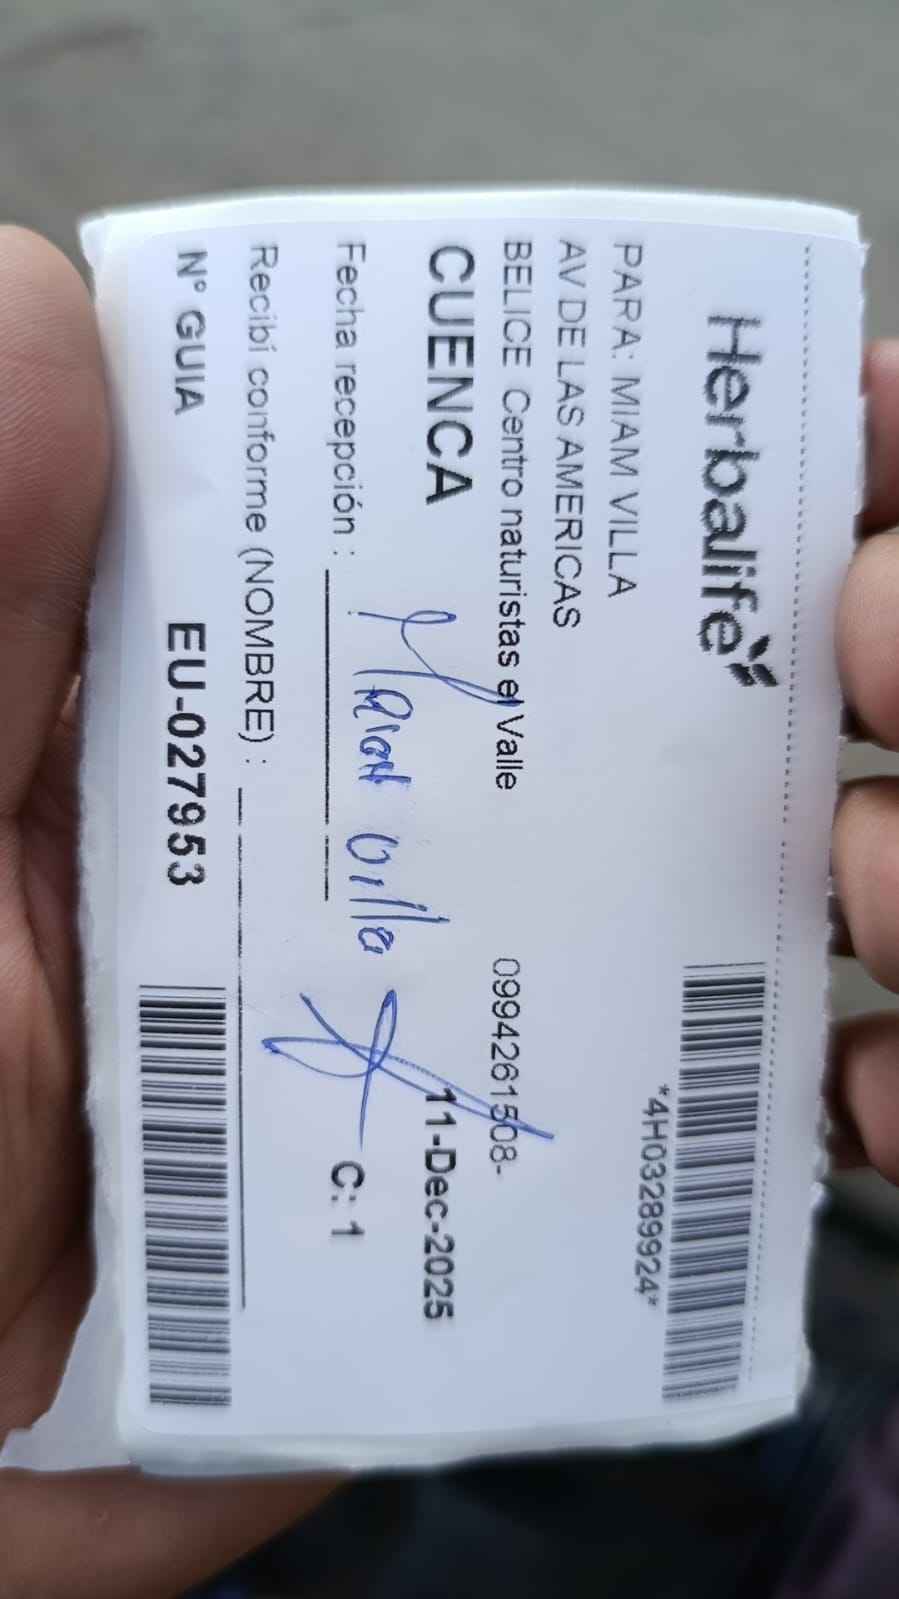 Herbalife
*4H03289924*
PARA: MIAM VILLA
AV DE LAS AMERICAS
BELICE Centro naturistas el Valle 0994261508-
CUENCA 11-Dec-2025
Villa
Fecha recepción : C: 1
Recibí conforme (NOMBRE) :
N° GUIA EU-027953